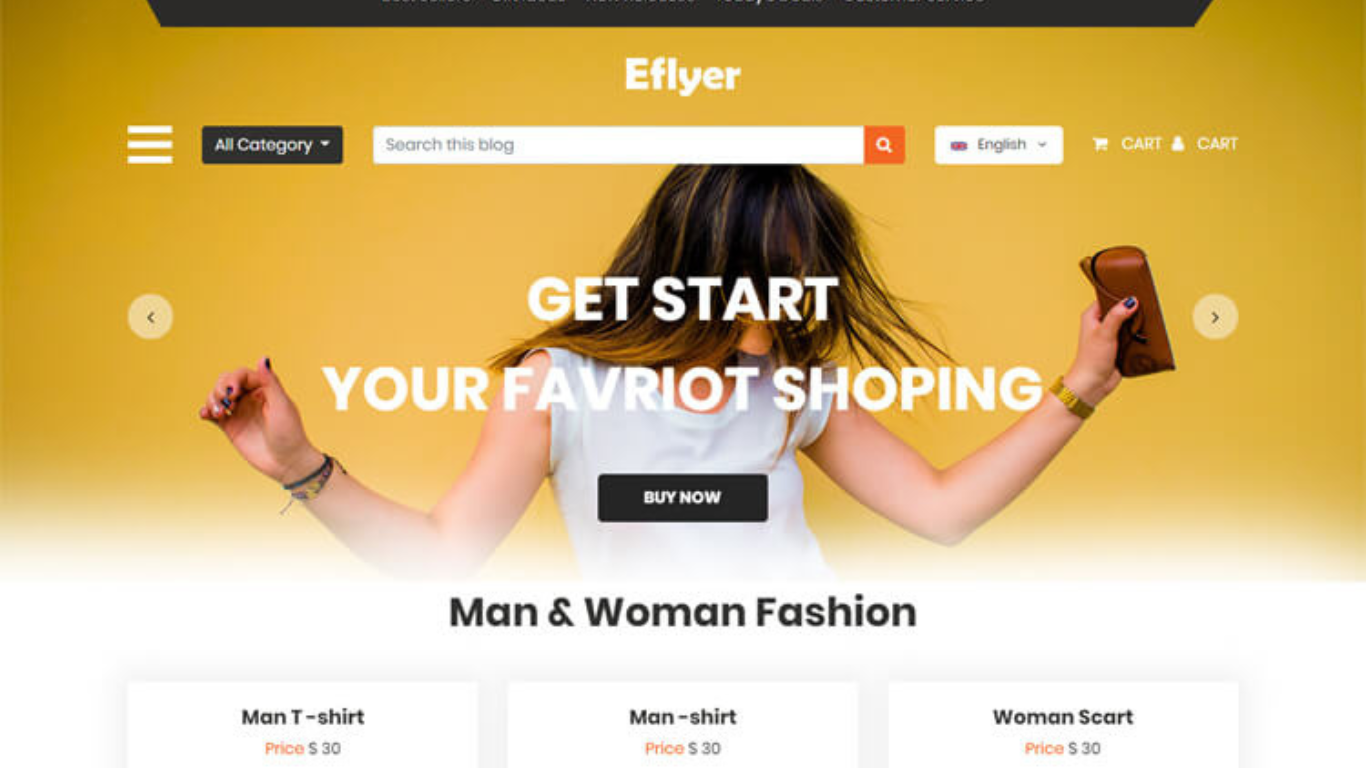 Eflyer
All Category
Search this blog
English
CART CART
GET START
YOUR FAVRIOT SHOPING
BUY NOW
Man & Woman Fashion
Man T -shirt
Price $ 30
Man -shirt
Price $ 30
Woman Scart
Price $ 30